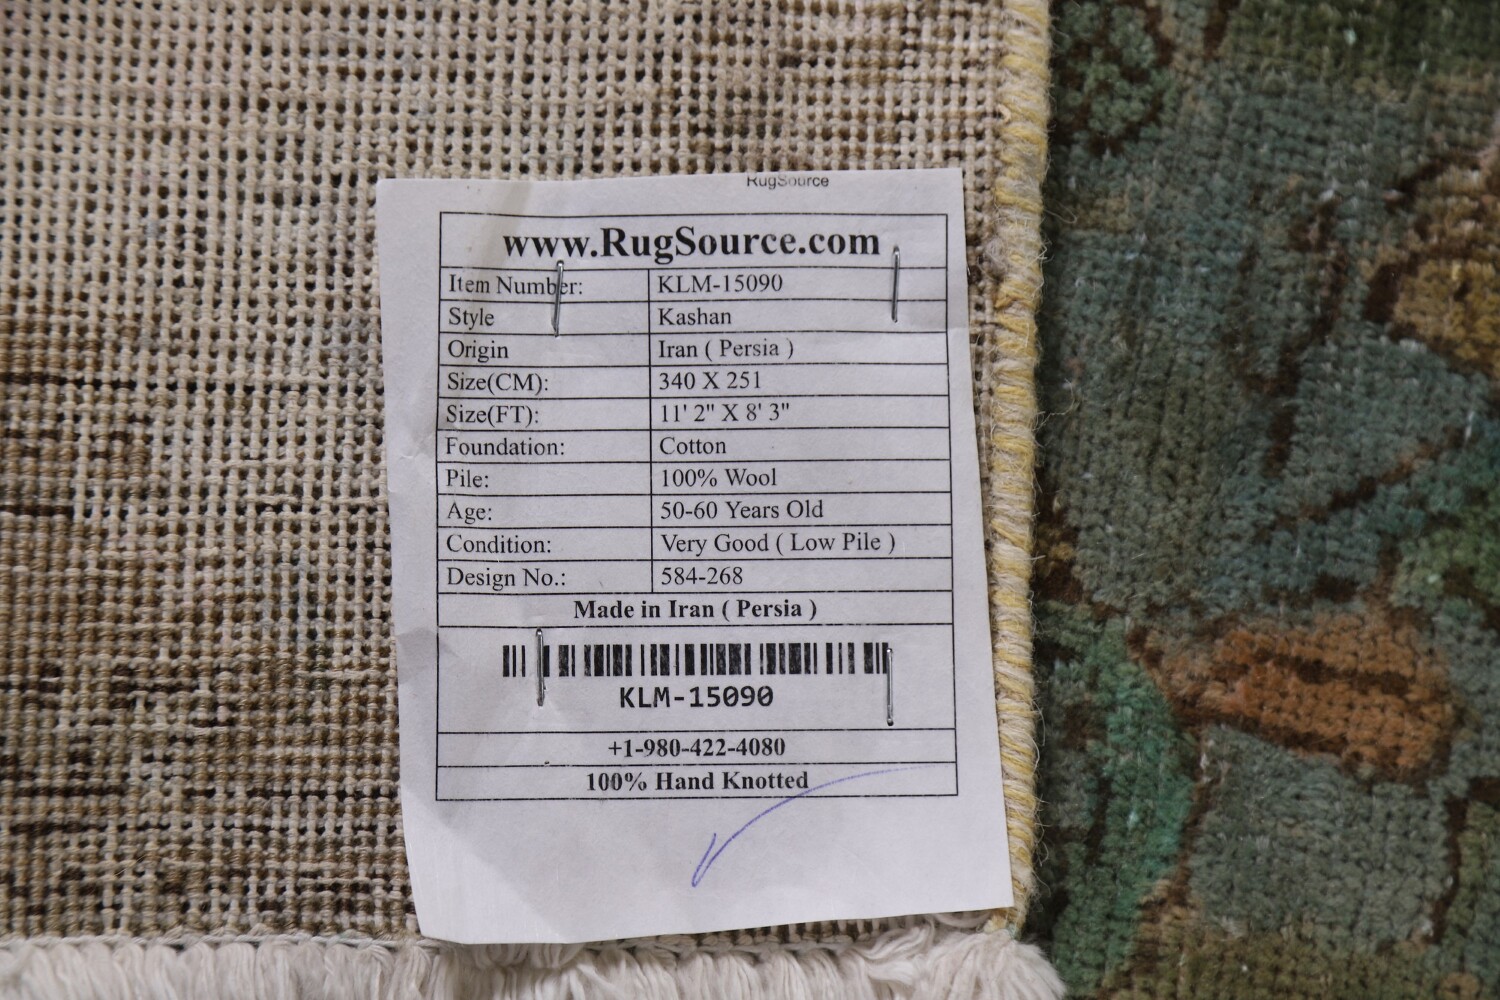 RugSource
www.RugSource.com
Item Number: KLM-15090
Style Kashan
Origin Iran ( Persia )
Size(CM): 340 X 251
Size(FT): 11' 2" X 8' 3"
Foundation: Cotton
Pile: 100% Wool
Age: 50-60 Years Old
Condition: Very Good ( Low Pile )
Design No.: 584-268
Made in Iran ( Persia )
KLM-15090
+1-980-422-4080
100% Hand Knotted